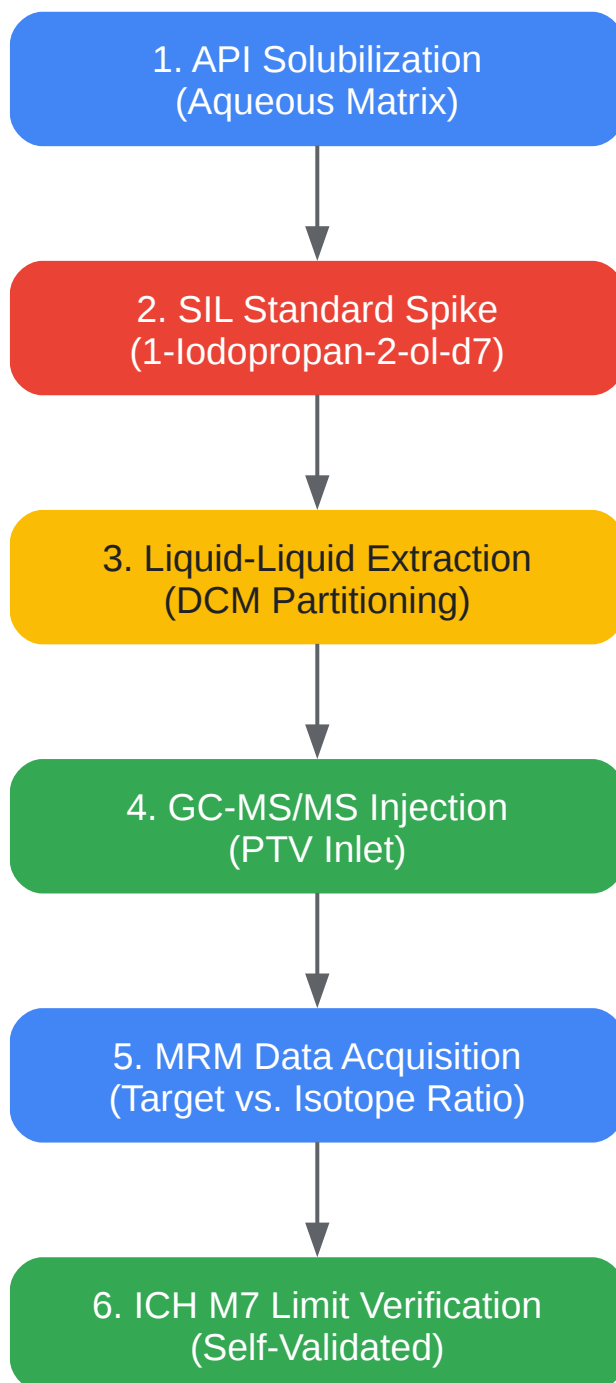 1. API Solubilization
(Aqueous Matrix)
2. SIL Standard Spike
(1-Iodopropan-2-ol-d7)
3. Liquid-Liquid Extraction
(DCM Partitioning)
4. GC-MS/MS Injection
(PTV Inlet)
5. MRM Data Acquisition
(Target vs. Isotope Ratio)
6. ICH M7 Limit Verification
(Self-Validated)